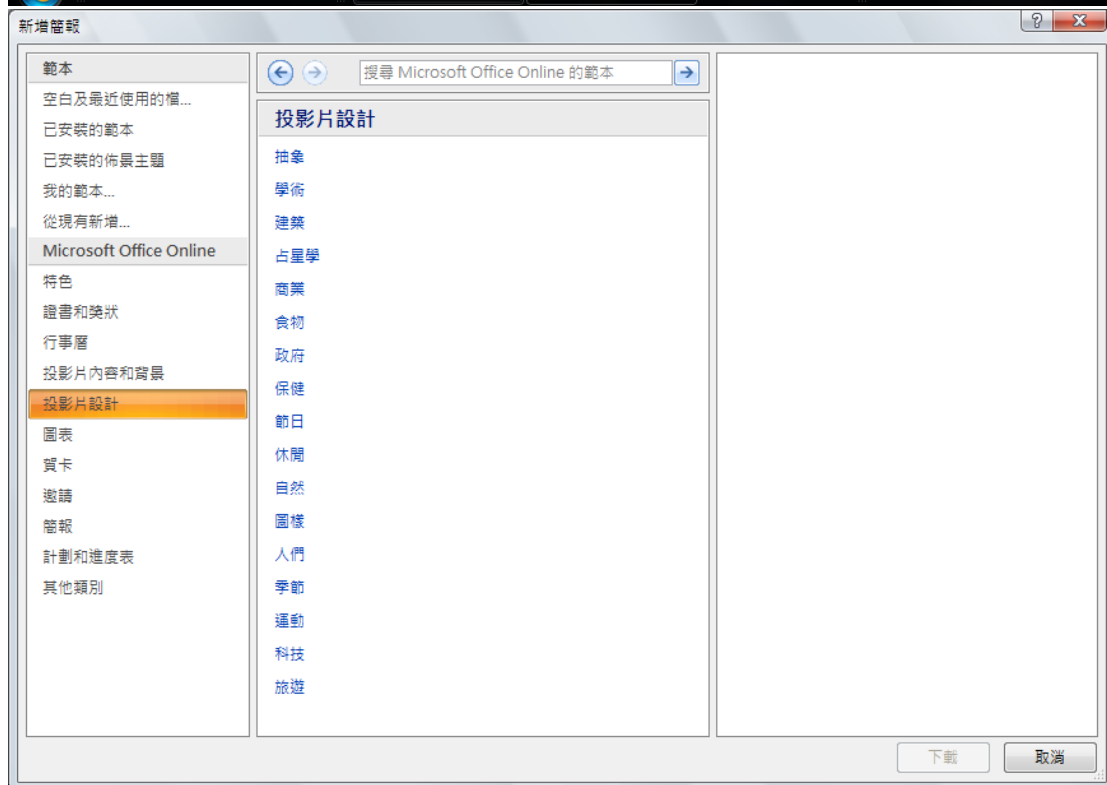 新增簡報
範本
空白及最近使用的檔...
已安裝的範本
已安裝的佈景主題
我的範本...
從現有新增...
Microsoft Office Online
特色
證書和獎狀
行事曆
投影片內容和背景
投影片設計
圖表
賀卡
邀請
簡報
計劃和進度表
其他類別
搜尋 Microsoft Office Online 的範本
投影片設計
抽象
學術
建築
占星學
商業
食物
政府
保健
節日
休閒
自然
圖樣
人們
季節
運動
科技
旅遊
下載
取消